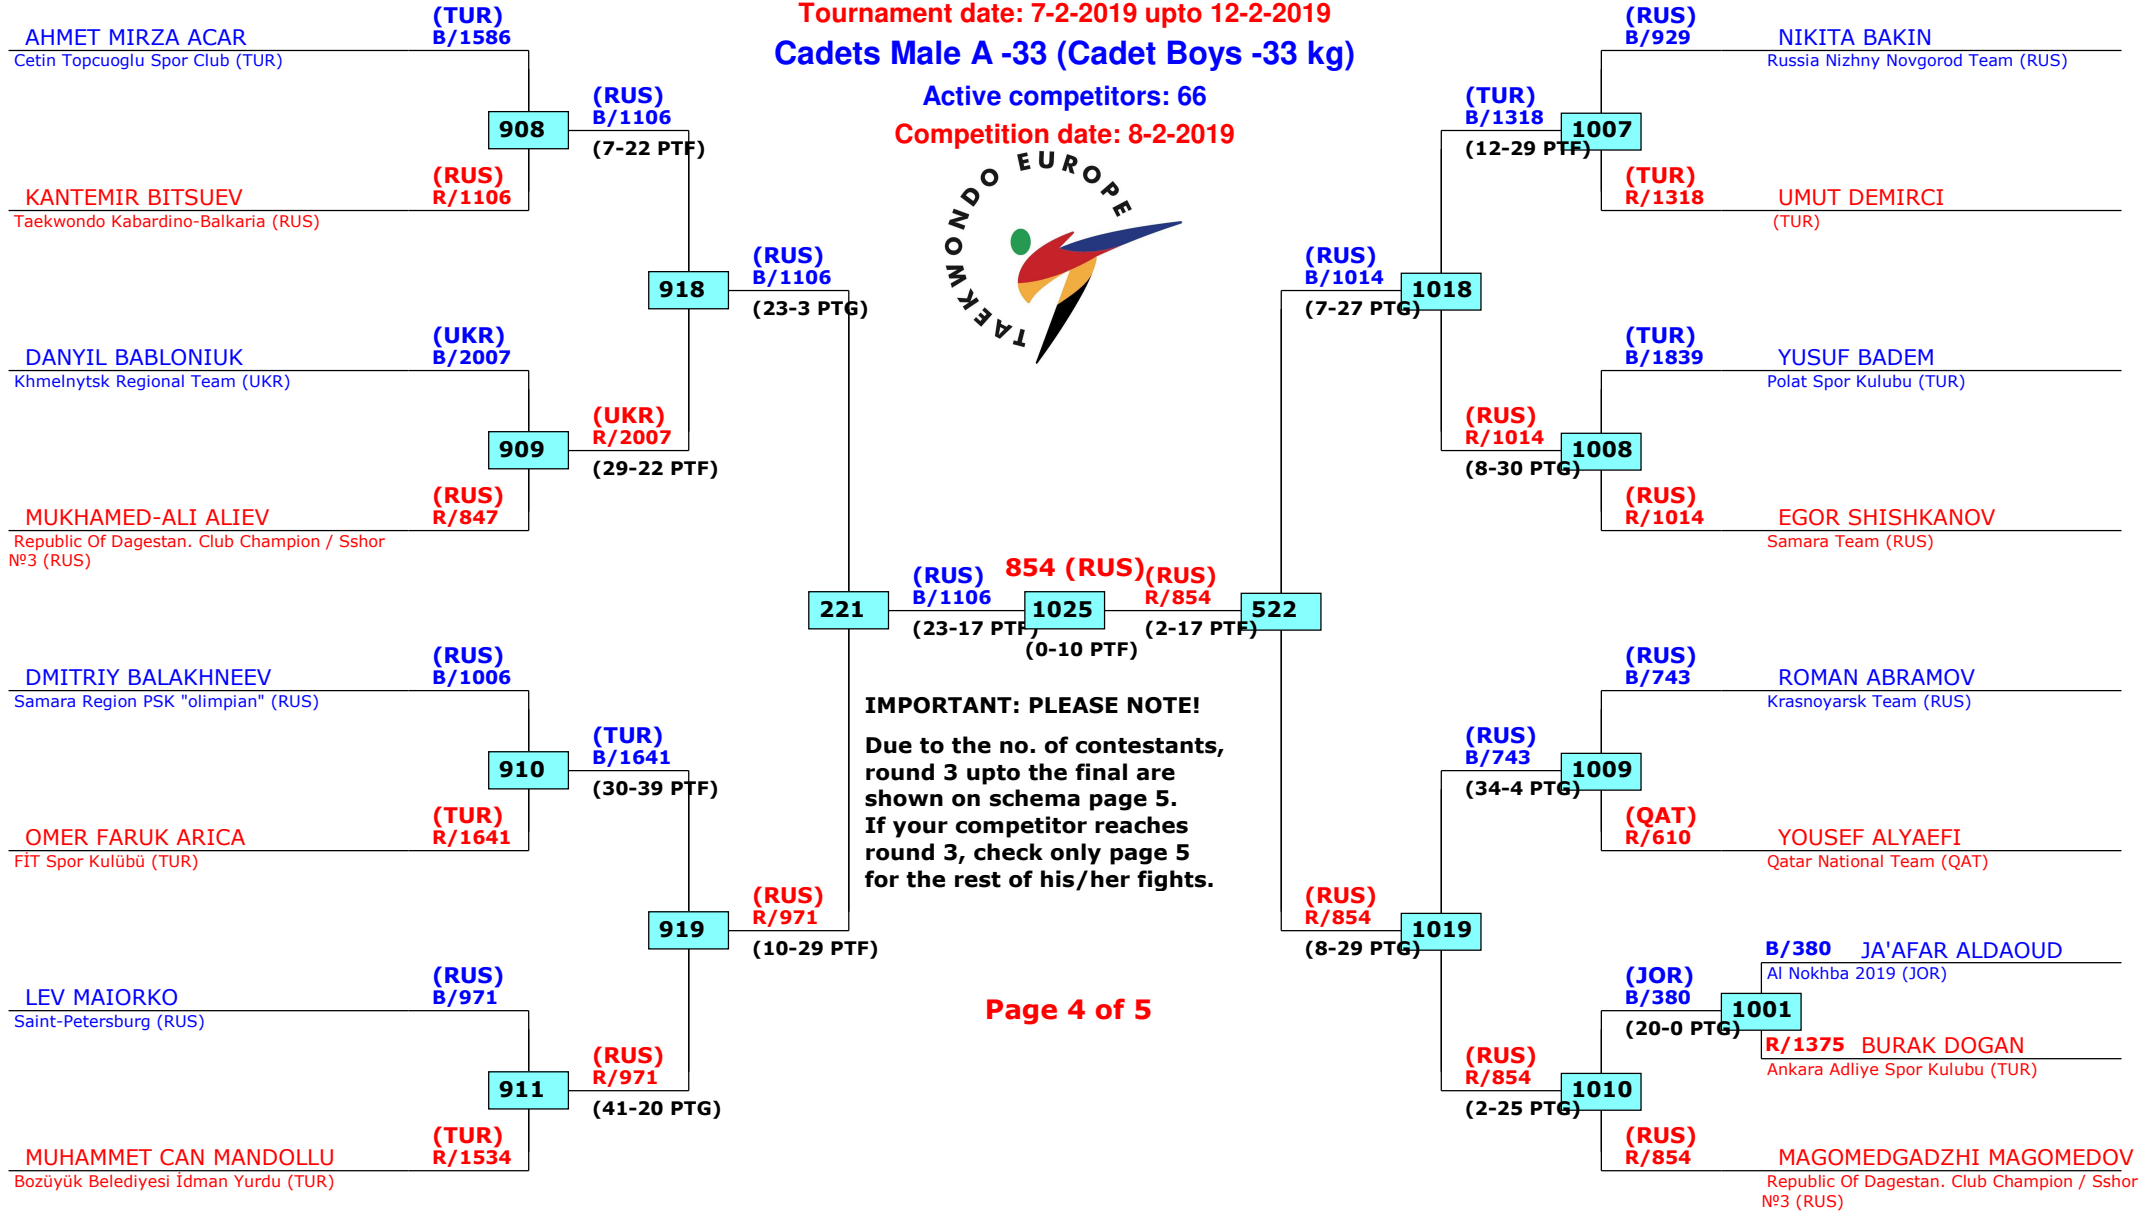 Tournament date: 7-2-2019 upto 12-2-2019
Cadets Male A -33 (Cadet Boys -33 kg)
Active competitors: 66
Competition date: 8-2-2019
TAEKWONDO EUROPE
(TUR)
AHMET MIRZA ACAR B/1586
Cetin Topcuoglu Spor Club (TUR)
908
(RUS)
B/1106
(7-22 PTF)
(RUS)
KANTEMIR BITSUEV R/1106
Taekwondo Kabardino-Balkaria (RUS)
918
(RUS)
B/1106
(23-3 PTG)
(UKR)
DANYIL BABLONIUK B/2007
Khmelnytsk Regional Team (UKR)
909
(UKR)
R/2007
(29-22 PTF)
(RUS)
MUKHAMED-ALI ALIEV R/847
Republic Of Dagestan. Club Champion / Sshor
№3 (RUS)
221
(RUS)
B/1106
(23-17 PTF)
854 (RUS)
1025
(0-10 PTF)
(RUS)
R/854
(2-17 PTF)
522
(RUS)
DMITRIY BALAKHNEEV B/1006
Samara Region PSK "olimpian" (RUS)
910
(TUR)
B/1641
(30-39 PTF)
(TUR)
OMER FARUK ARICA R/1641
FİT Spor Kulübü (TUR)
919
(RUS)
R/971
(10-29 PTF)
(RUS)
LEV MAIORKO B/971
Saint-Petersburg (RUS)
911
(RUS)
R/971
(41-20 PTG)
(TUR)
MUHAMMET CAN MANDOLLU R/1534
Bozüyük Belediyesi İdman Yurdu (TUR)
IMPORTANT: PLEASE NOTE!
Due to the no. of contestants,
round 3 upto the final are
shown on schema page 5.
If your competitor reaches
round 3, check only page 5
for the rest of his/her fights.
Page 4 of 5
(RUS)
B/929 NIKITA BAKIN
Russia Nizhny Novgorod Team (RUS)
(TUR)
B/1318
(12-29 PTF)
1007
(TUR)
R/1318 UMUT DEMIRCI
(TUR)
(RUS)
B/1014
(7-27 PTG)
1018
(TUR)
B/1839 YUSUF BADEM
Polat Spor Kulubu (TUR)
(RUS)
R/1014
(8-30 PTG)
1008
(RUS)
R/1014 EGOR SHISHKANOV
Samara Team (RUS)
(RUS)
B/743 ROMAN ABRAMOV
Krasnoyarsk Team (RUS)
(RUS)
B/743
(34-4 PTG)
1009
(QAT)
R/610 YOUSEF ALYAEFI
Qatar National Team (QAT)
(RUS)
R/854
(8-29 PTG)
1019
B/380 JA'AFAR ALDAOUD
Al Nokhba 2019 (JOR)
(JOR)
B/380
(20-0 PTG)
1001
R/1375 BURAK DOGAN
Ankara Adliye Spor Kulubu (TUR)
(RUS)
R/854
(2-25 PTG)
1010
(RUS)
R/854 MAGOMEDGADZHI MAGOMEDOV
Republic Of Dagestan. Club Champion / Sshor
№3 (RUS)